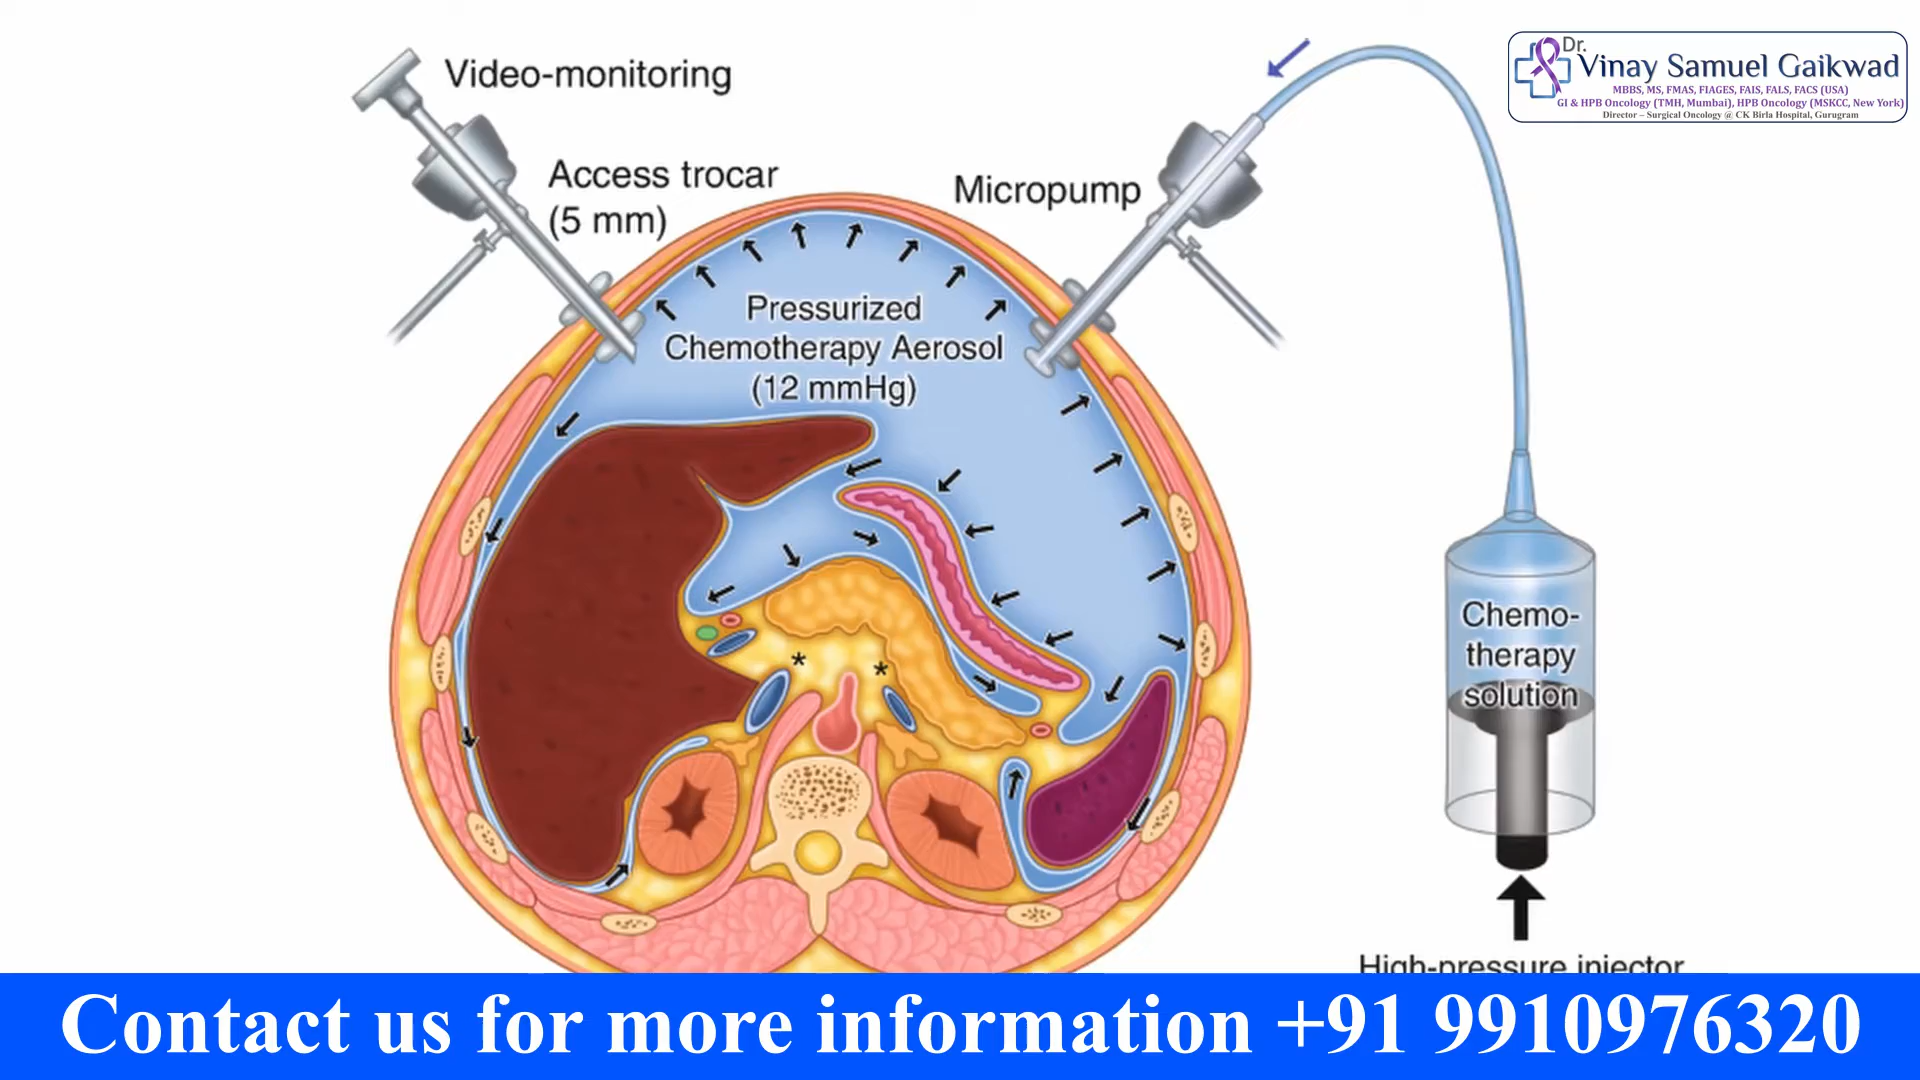 Video-monitoring
Access trocar
(5 mm)
Micropump
Dr.
Vinay Samuel Gaikwad
MBBS, MS, FMAS, FIAGES, FAIS, FALS, FACS (USA)
GI & HPB Oncology (TMH, Mumbai), HPB Oncology (MSKCC, New York)
Director – Surgical Oncology @ CK Birla Hospital, Gurugram
Pressurized
Chemotherapy Aerosol
(12 mmHg)
*
*
Chemo-
therapy
solution
High-pressure injector
Contact us for more information +91 9910976320